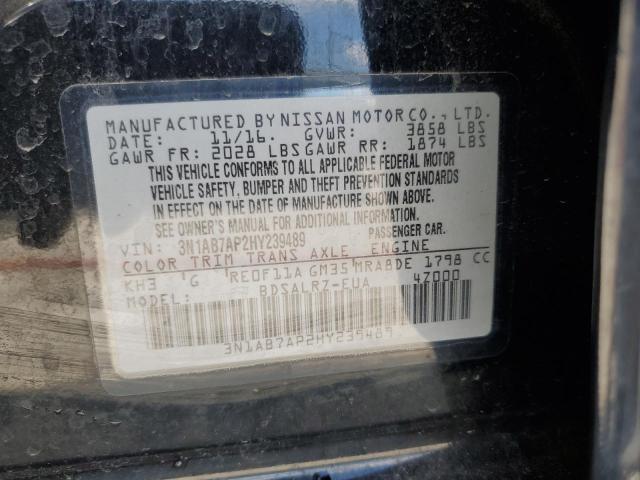 MANUFACTURED BY NISSAN MOTOR CO., LTD.
DATE: 11/16. GVWR: 3858 LBS
GAWR FR: 2028 LBS GAWR RR: 1874 LBS
THIS VEHICLE CONFORMS TO ALL APPLICABLE FEDERAL MOTOR
VEHICLE SAFETY, BUMPER AND THEFT PREVENTION STANDARDS
IN EFFECT ON THE DATE OF MANUFACTURE SHOWN ABOVE.
SEE OWNER'S MANUAL FOR ADDITIONAL INFORMATION.
VIN: 3N1AB7AP2HY239489 PASSENGER CAR.
COLOR TRIM TRANS AXLE ENGINE
KH3 'G 'RE0F11A GM35'MRA8DE 1798 CC
MODEL: BDSALRZ-EUA 4Z000
3N1AB7AP2HY239489